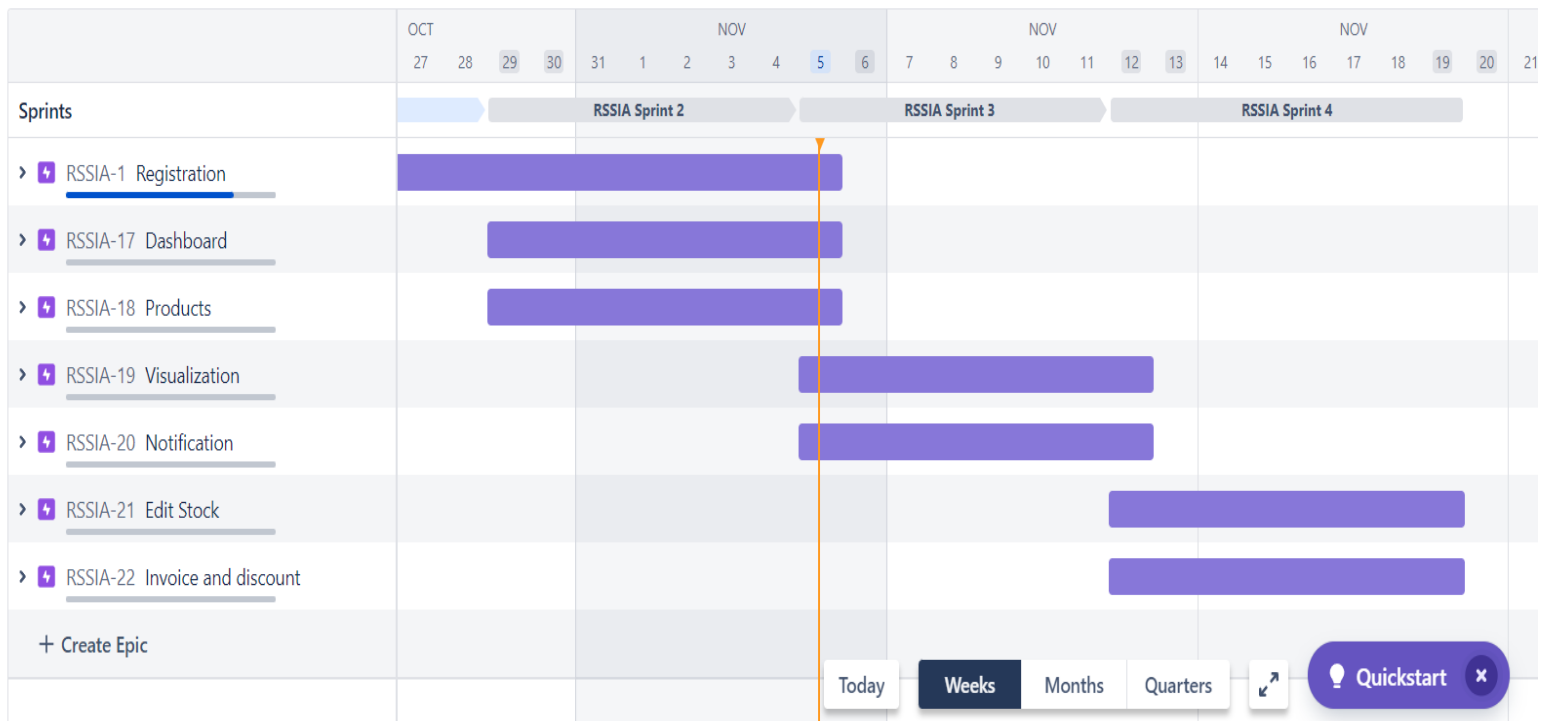 OCT NOV NOV NOV
27 28 29 30 31 1 2 3 4 5 6 7 8 9 10 11 12 13 14 15 16 17 18 19 20 21
Sprints RSSIA Sprint 2 RSSIA Sprint 3 RSSIA Sprint 4
RSSIA-1 Registration
RSSIA-17 Dashboard
RSSIA-18 Products
RSSIA-19 Visualization
RSSIA-20 Notification
RSSIA-21 Edit Stock
RSSIA-22 Invoice and discount
+ Create Epic
Today Weeks Months Quarters Quickstart